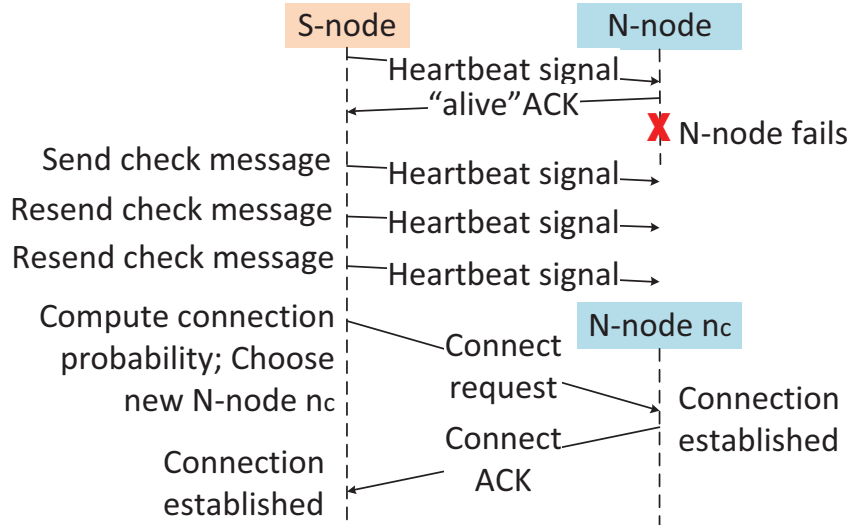 S-node
N-node
Heartbeat signal
“alive”ACK
N-node fails
Send check message
Heartbeat signal
Resend check message
Heartbeat signal
Resend check message
Heartbeat signal
Compute connection
probability; Choose
new N-node nc
N-node nc
Connect
request
Connection
established
Connect
ACK
Connection
established